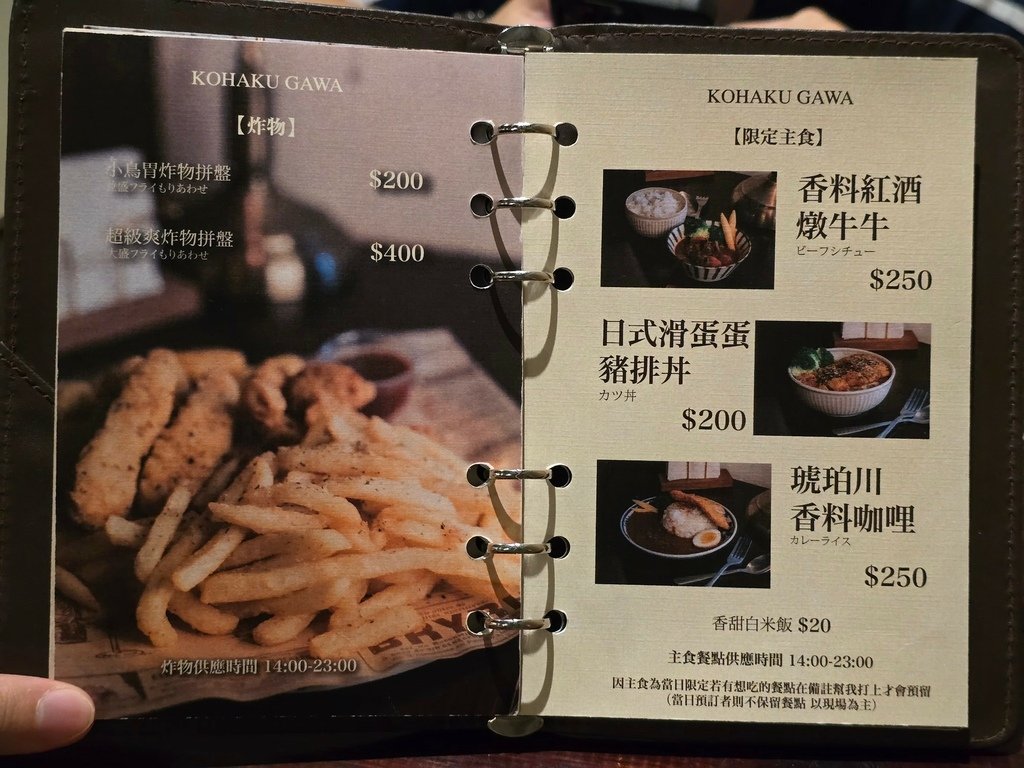 KOHAKU GAWA
【炸物】
小鳥胃炸物拼盤 $200
盛フライもりあわせ
超級爽炸物拼盤 $400
大盛フライもりあわせ
炸物供應時間 14:00-23:00
KOHAKU GAWA
【限定主食】
香料紅酒
燉牛牛
ビーフシチュー
$250
日式滑蛋蛋
豬排丼
カツ丼
$200
琥珀川
香料咖哩
カレーライス
$250
香甜白米飯 $20
主食餐點供應時間 14:00-23:00
因主食為當日限定若有想吃的餐點在備註幫我打上才會預留
（當日預訂者則不保留餐點 以現場為主）